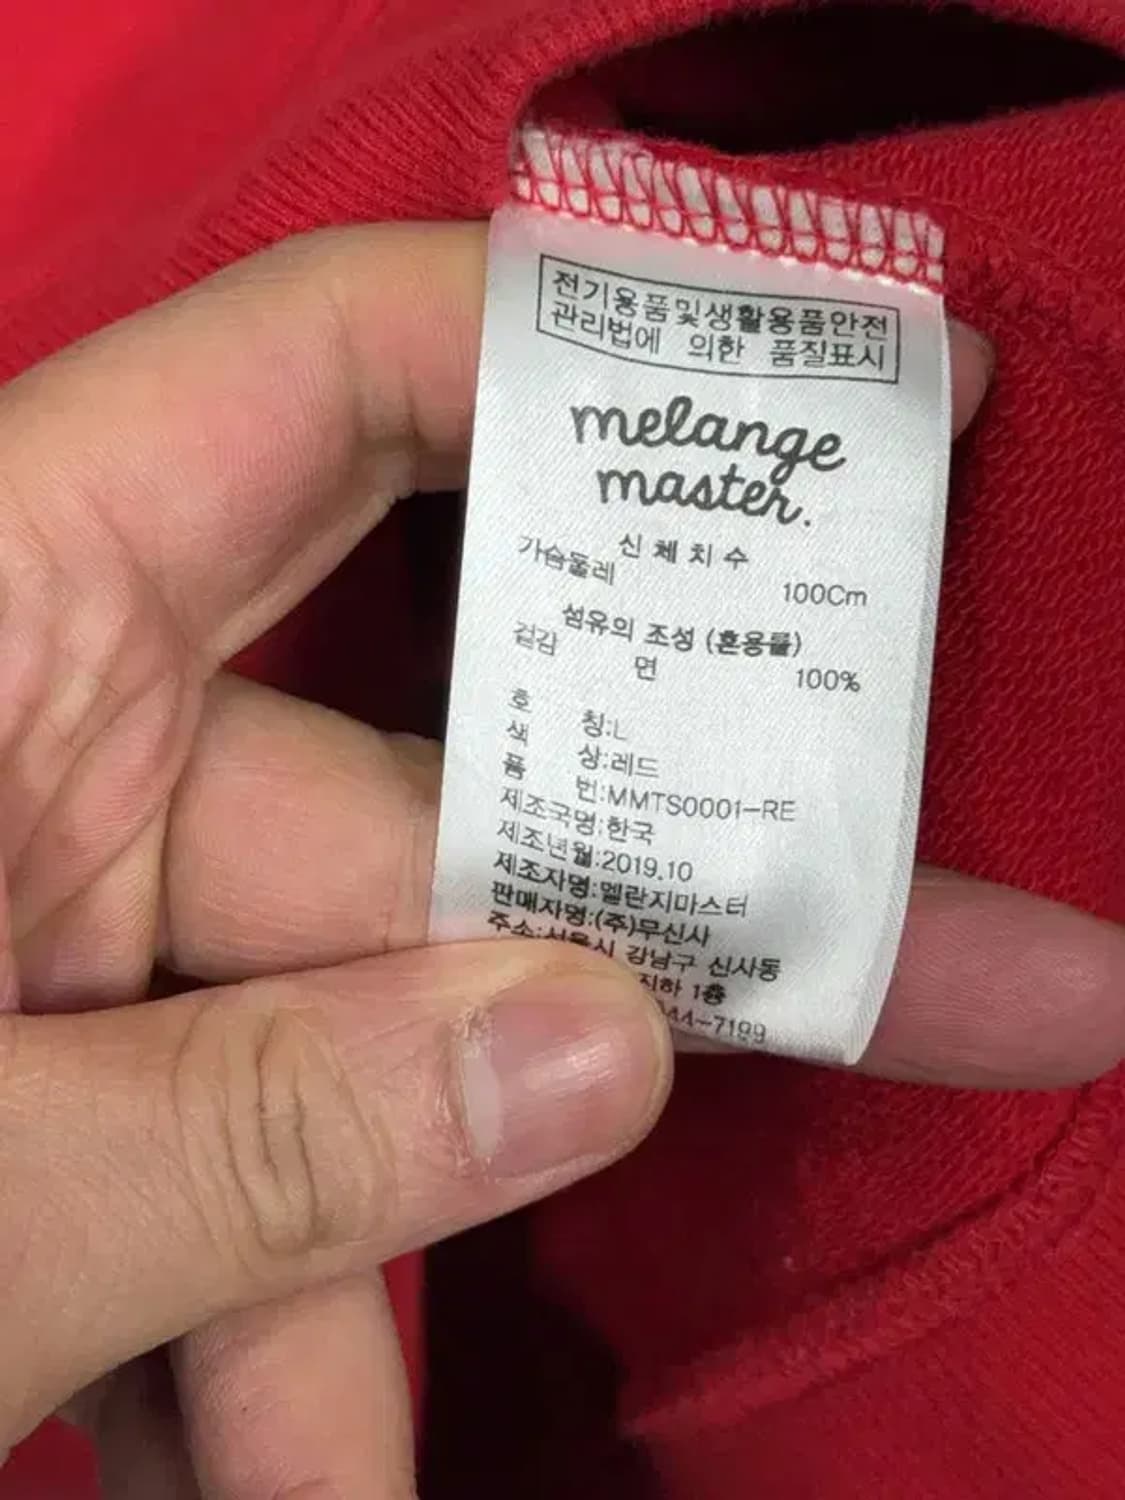 전기용품및생활용품안전
관리법에 의한 품질표시
melange
master.
신체치수
가슴둘레 100Cm
섬유의 조성 (혼용률)
겉감 면 100%
호 칭:L
색 상:레드
품 번:MMTS0001-RE
제조국명:한국
제조년월:2019.10
제조자명:멜란지마스터
판매자명:(주)무신사
주소:서울시 강남구 신사동
지하 1층
044-7199